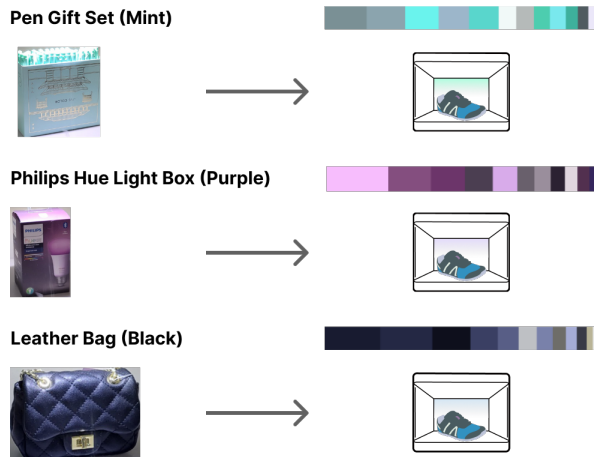 Pen Gift Set (Mint)
Philips Hue Light Box (Purple)
PHILIPS
Leather Bag (Black)